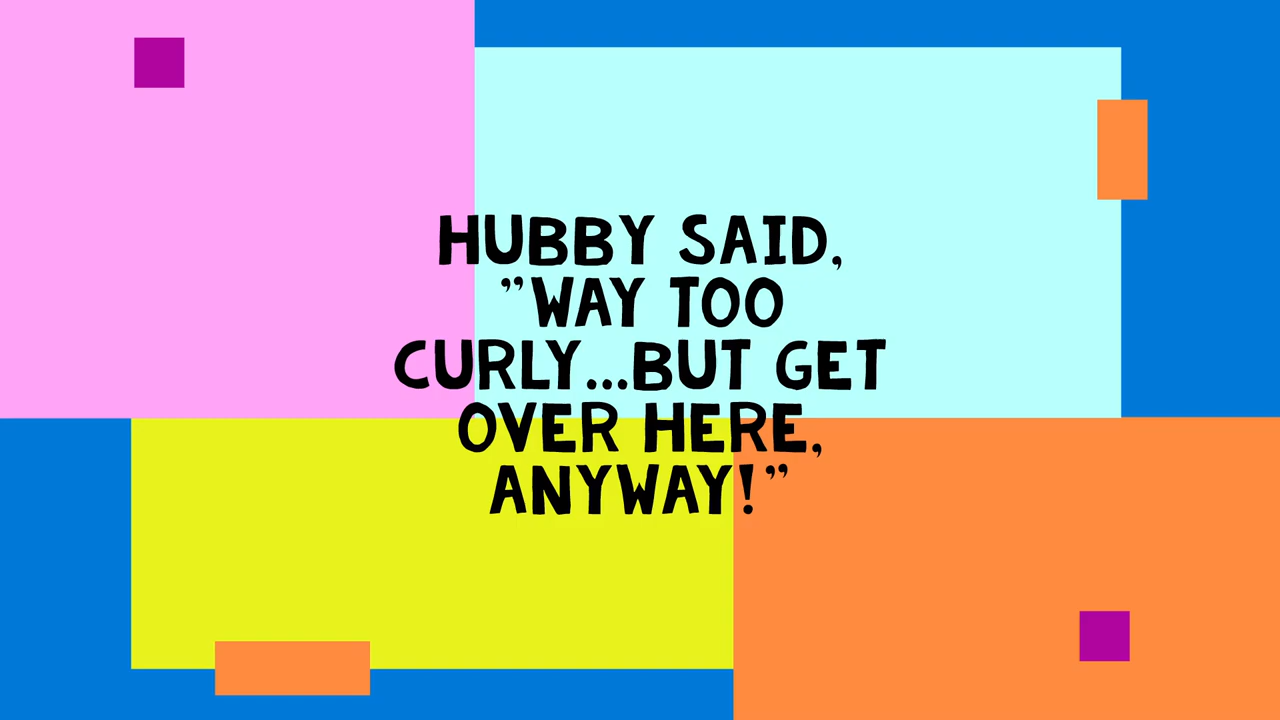 HUBBY SAID,
”WAY TOO
CURLY...BUT GET
OVER HERE,
ANYWAY!”